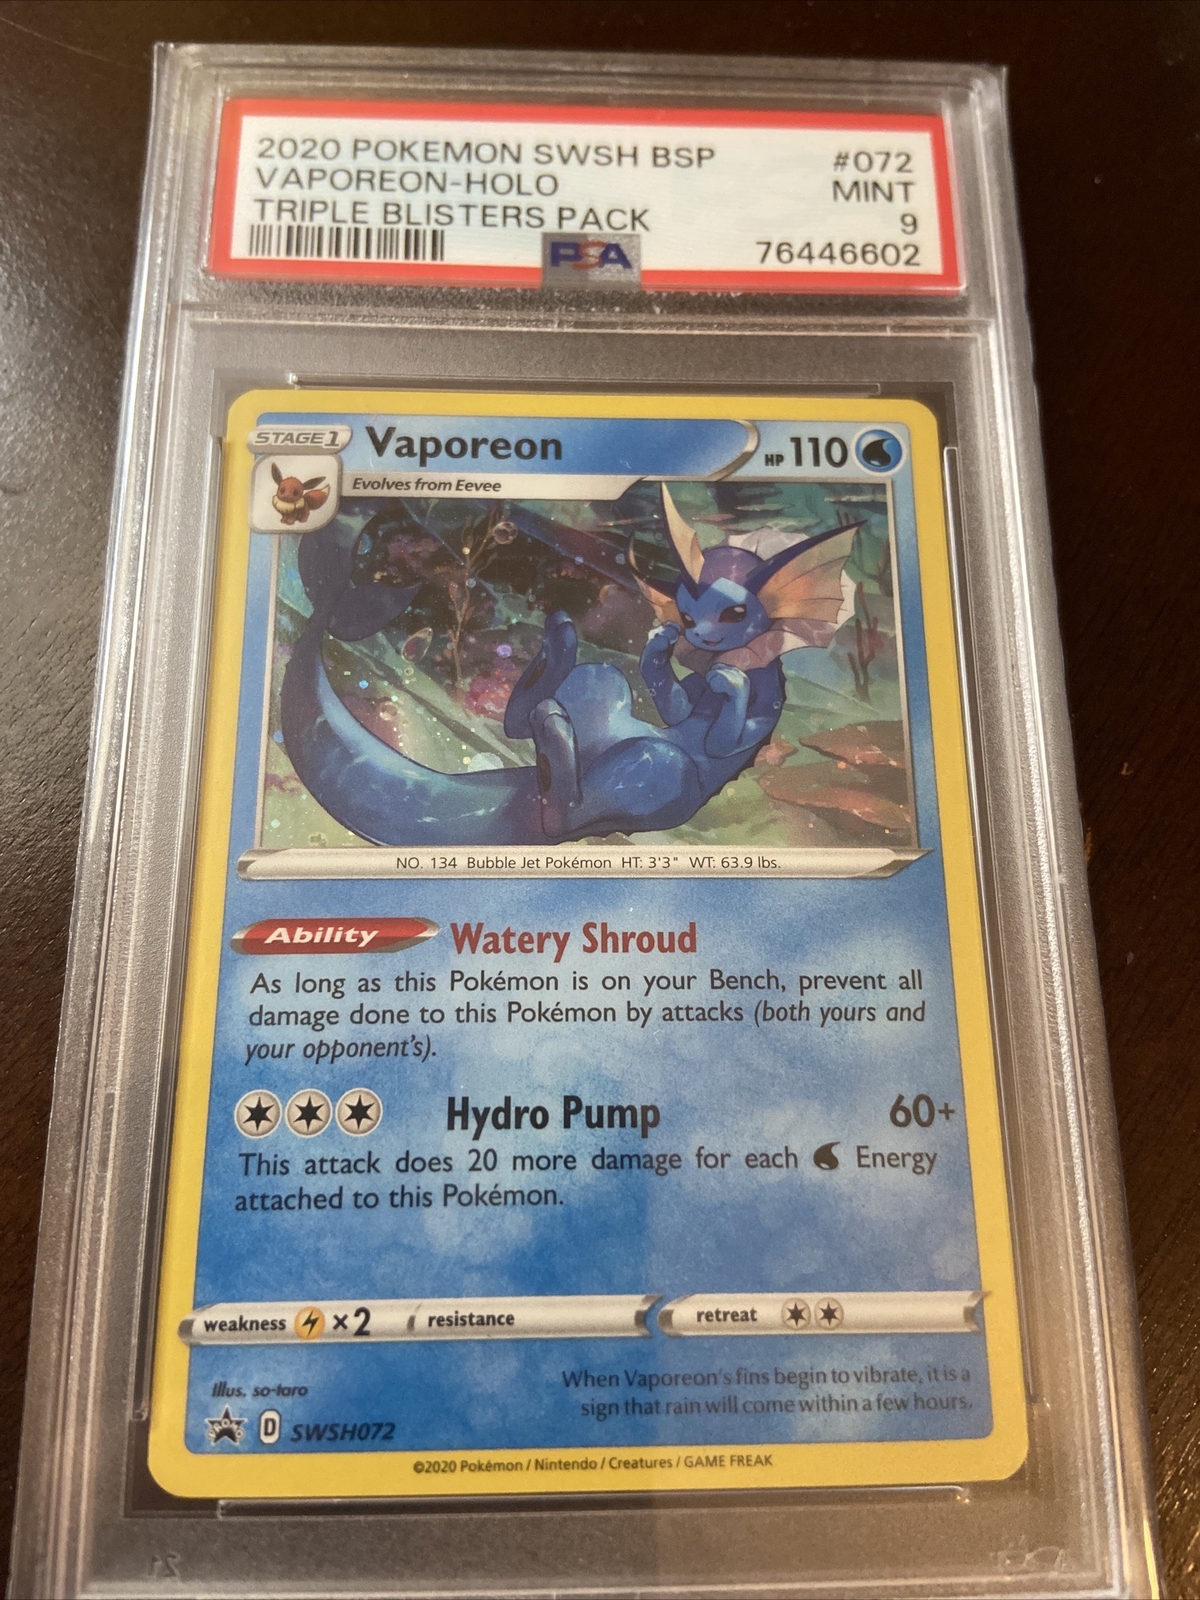 2020 POKEMON SWSH BSP #072
VAPOREON-HOLO MINT
TRIPLE BLISTERS PACK 9
PSA 76446602
STAGE 1 Vaporeon HP 110
Evolves from Eevee
NO. 134 Bubble Jet Pokémon HT: 3'3" WT: 63.9 lbs.
Ability Watery Shroud
As long as this Pokémon is on your Bench, prevent all
damage done to this Pokémon by attacks (both yours and
your opponent's).
Hydro Pump 60+
This attack does 20 more damage for each Energy
attached to this Pokémon.
weakness ×2 resistance retreat
Illus. so-taro
When Vaporeon's fins begin to vibrate, it is a
sign that rain will come within a few hours.
PROMO D SWSH072
©2020 Pokémon / Nintendo / Creatures / GAME FREAK